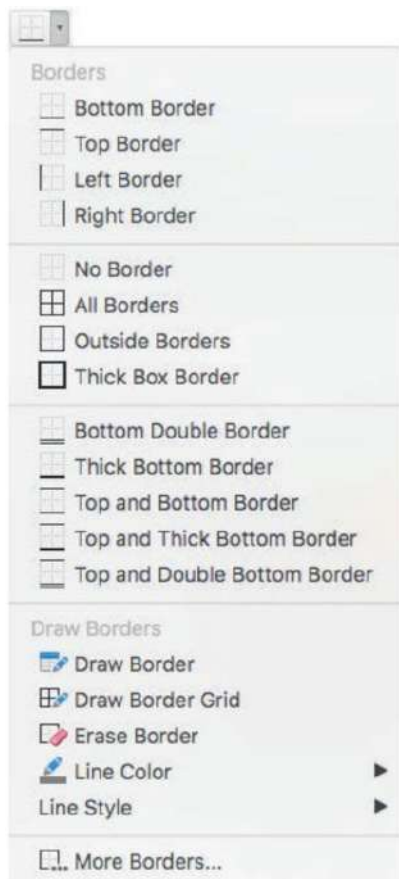 Borders
Bottom Border
Top Border
Left Border
Right Border
No Border
All Borders
Outside Borders
Thick Box Border
Bottom Double Border
Thick Bottom Border
Top and Bottom Border
Top and Thick Bottom Border
Top and Double Bottom Border
Draw Borders
Draw Border
Draw Border Grid
Erase Border
Line Color
Line Style
More Borders...